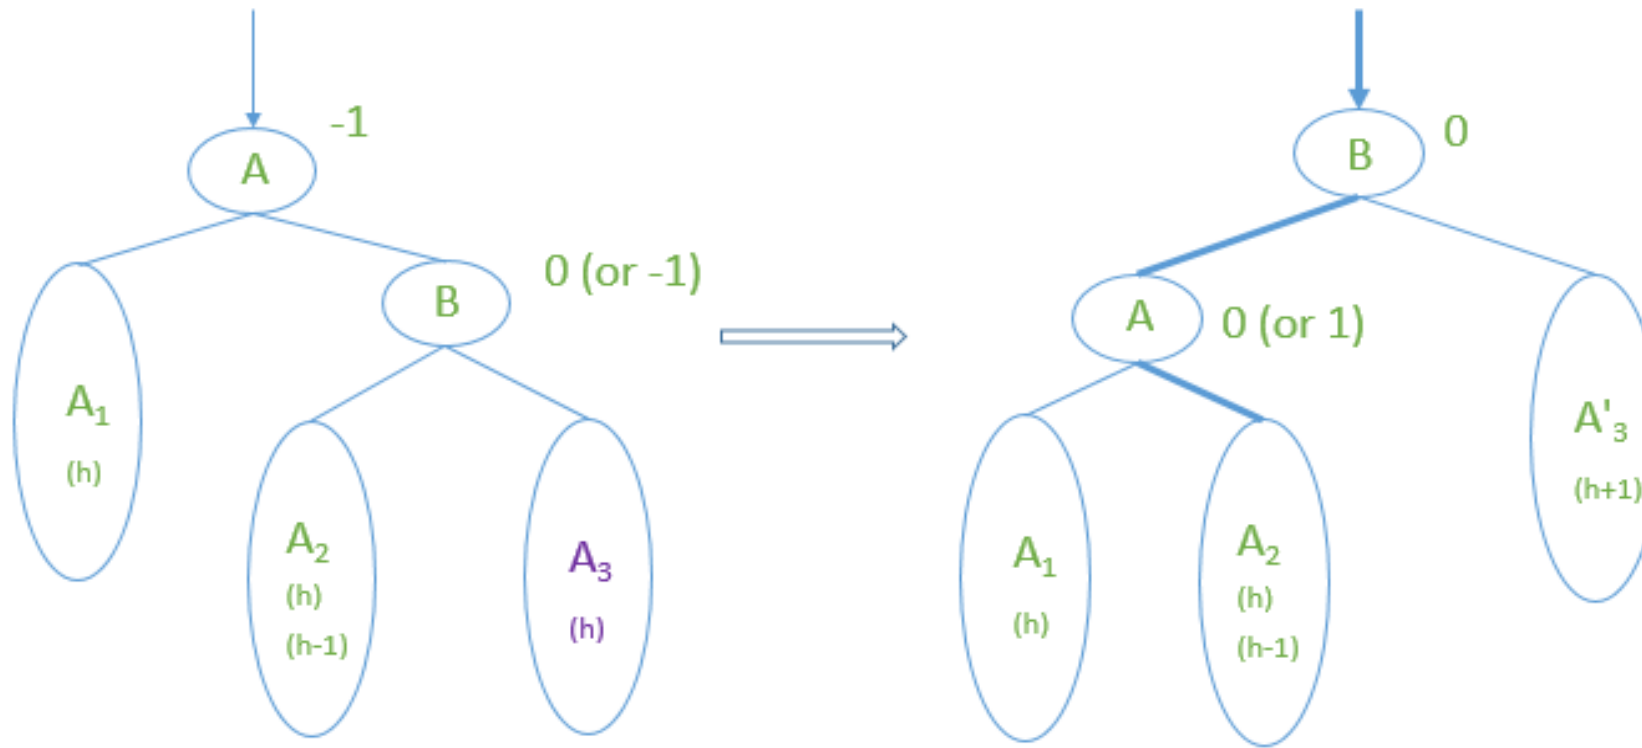 -1
A
0 (or -1)
B
A₁
(h)
A₂
(h)
(h-1)
A₃
(h)
B
0
A
0 (or 1)
A'₃
(h+1)
A₁
(h)
A₂
(h)
(h-1)